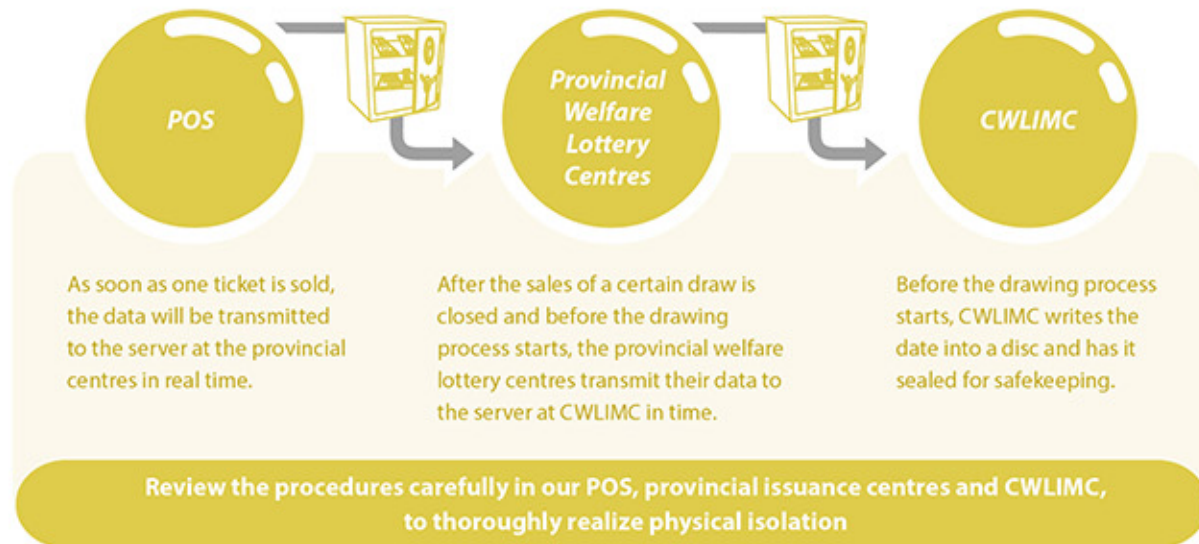 POS
Provincial
Welfare
Lottery
Centres
CWLIMC
As soon as one ticket is sold,
the data will be transmitted
to the server at the provincial
centres in real time.
After the sales of a certain draw is
closed and before the drawing
process starts, the provincial welfare
lottery centres transmit their data to
the server at CWLIMC in time.
Before the drawing process
starts, CWLIMC writes the
date into a disc and has it
sealed for safekeeping.
Review the procedures carefully in our POS, provincial issuance centres and CWLIMC,
to thoroughly realize physical isolation